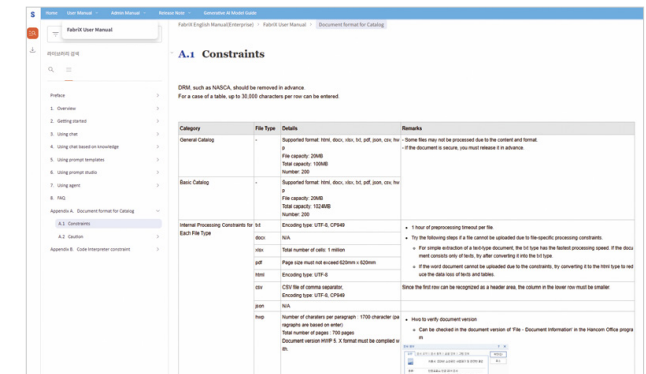 S Home User Manual Admin Manual Release Note Generative AI Model Guide
FabriX User Manual
FabriX English Manual(Enterprise) > FabriX User Manual > Document format for Catalog
라이브러리 검색
Preface
1. Overview
2. Getting started
3. Using chat
4. Using chat based on knowledge
5. Using prompt templates
6. Using prompt studio
7. Using agent
8. FAQ
Appendix A. Document format for Catalog
A.1 Constraints
A.2 Caution
Appendix B. Code Interpreter constraint
A.1 Constraints
DRM, such as NASCA, should be removed in advance.
For a case of a table, up to 30,000 characters per row can be entered.
Category File Type Details Remarks
General Catalog - Supported format: html, docx, xlsx, txt, pdf, json, csv, hw
p
File capacity: 20MB
Total capacity: 100MB
Number: 200
- Some files may not be processed due to the content and format.
- If the document is secure, you must release it in advance.
Basic Catalog - Supported format: html, docx, xlsx, txt, pdf, json, csv, hw
p
File capacity: 20MB
Total capacity: 1024MB
Number: 200
Internal Processing Constraints for
Each File Type
txt Encoding type: UTF-8, CP949
docx N/A
xlsx Total number of cells: 1 million
pdf Page size must not exceed 620mm × 620mm
html Encoding type: UTF-8
• 1 hour of preprocessing timeout per file
• Try the following steps if a file cannot be uploaded due to file-specific processing constraints.
○ For simple extraction of a text-type document, the txt type has the fastest processing speed. If the docu
ment consists only of texts, try after converting it into the txt type.
○ If the word document cannot be uploaded due to the constraints, try converting it to the html type to red
uce the data loss of texts and tables.
csv CSV file of comma separator,
Encoding type: UTF-8, CP949
Since the first row can be recognized as a header area, the column in the lower row must be smaller.
json N/A
hwp Number of charaters per paragraph : 1700 character (pa
ragraphs are based on enter)
Total number of pages : 700 pages
Document version HWP 5. X format must be complied w
ith.
• How to verify document version
○ Can be checked in the document version of 'File - Document Information' in the Hancom Office progra
m